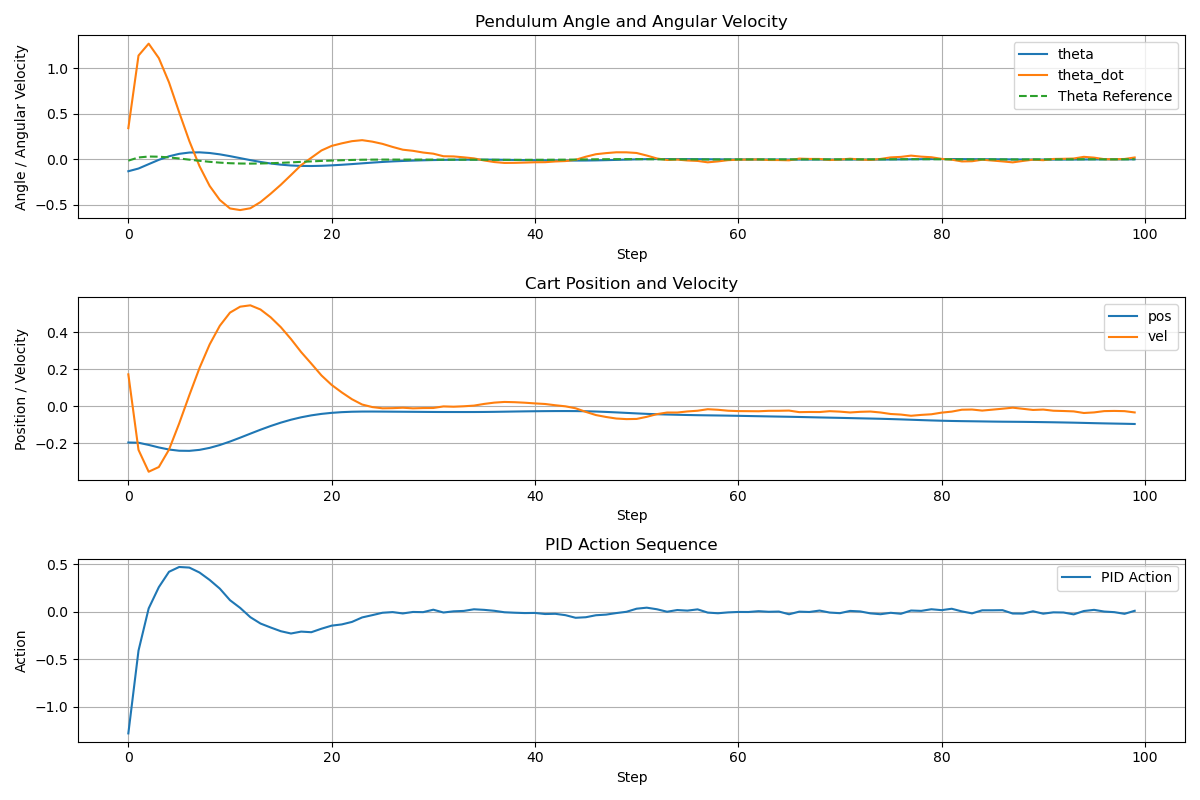 Pendulum Angle and Angular Velocity
Angle / Angular Velocity
1.0
0.5
0.0
−0.5
theta
theta_dot
Theta Reference
0 20 40 60 80 100
Step
Cart Position and Velocity
Position / Velocity
0.4
0.2
0.0
−0.2
pos
vel
0 20 40 60 80 100
Step
PID Action Sequence
Action
0.5
0.0
−0.5
−1.0
PID Action
0 20 40 60 80 100
Step